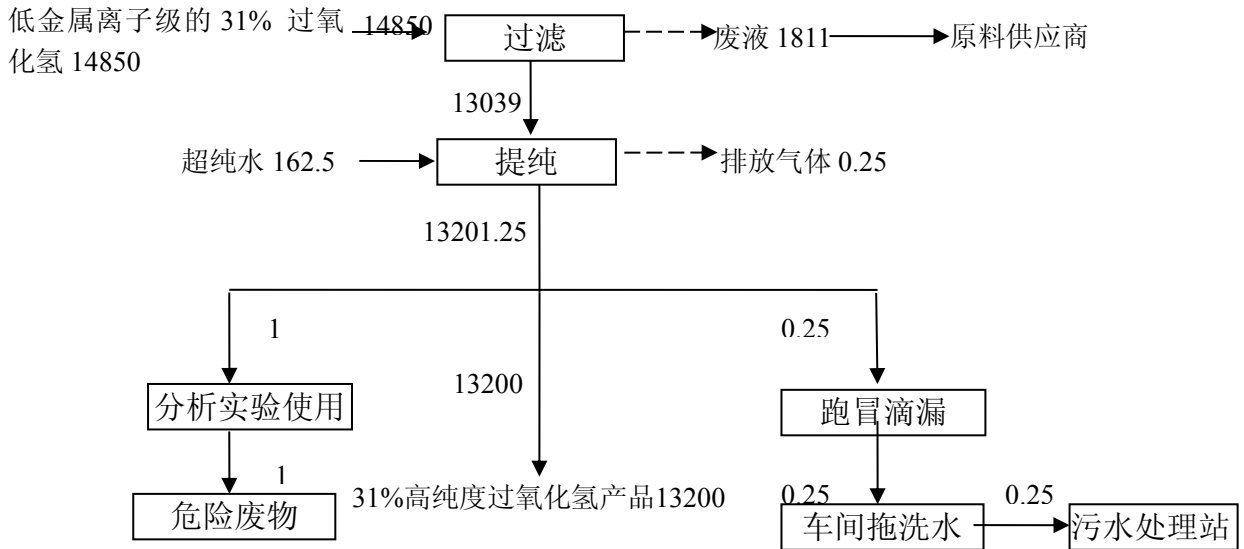 低金属离子级的 31% 过氧
化氢 14850
14850
过滤
废液 1811
原料供应商
13039
超纯水 162.5
提纯
排放气体 0.25
13201.25
1
0.25
13200
分析实验使用
跑冒滴漏
1
31%高纯度过氧化氢产品13200
0.25
0.25
危险废物
车间拖洗水
污水处理站